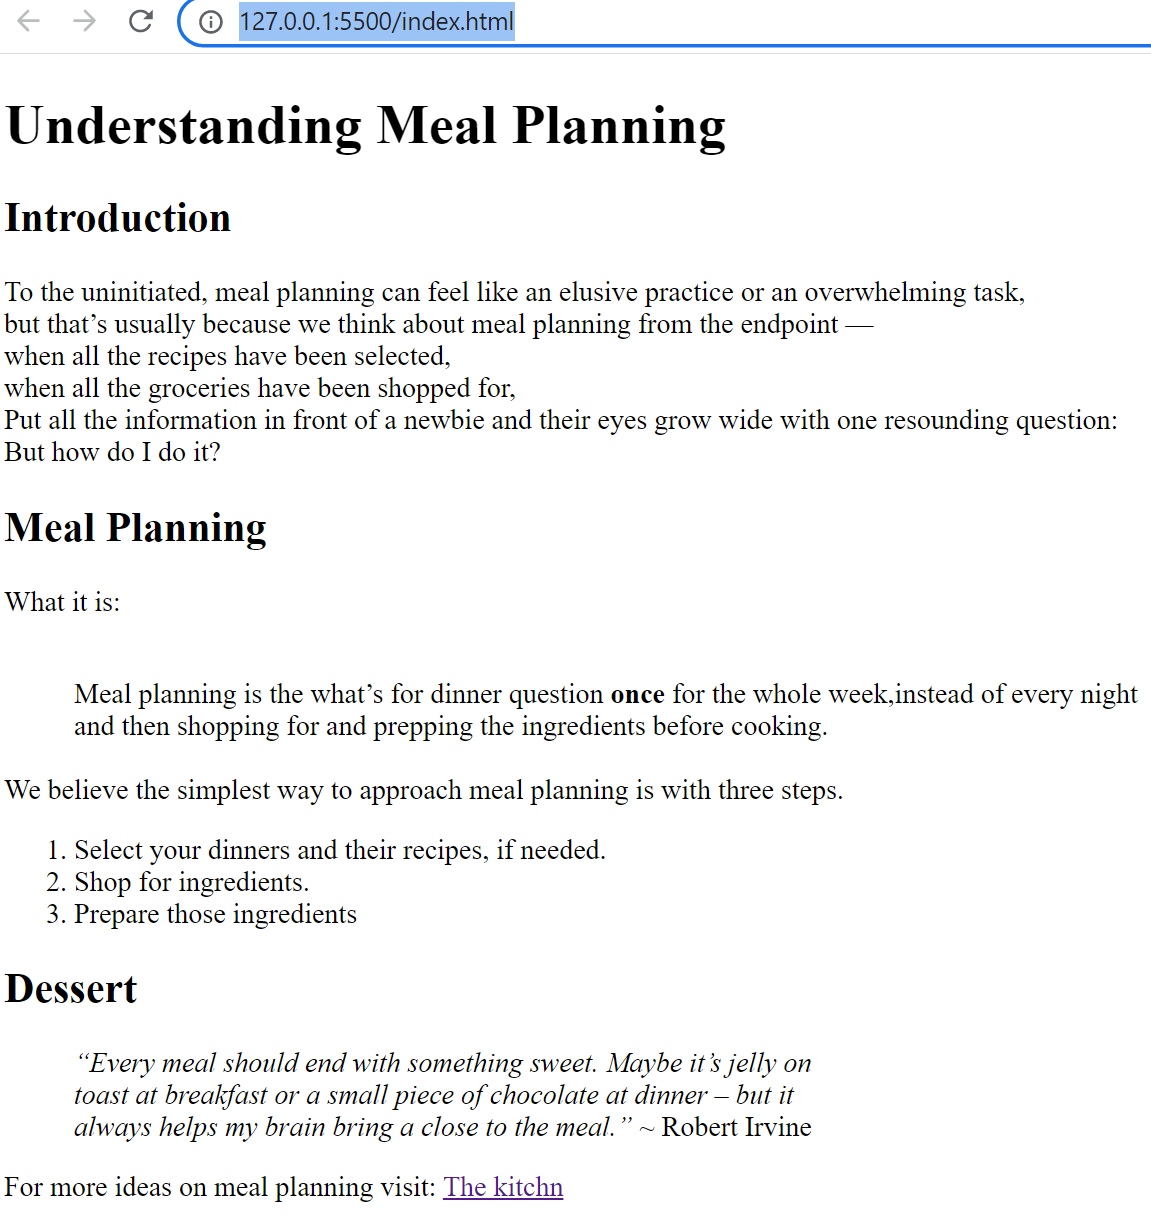 127.0.0.1:5500/index.html
Understanding Meal Planning
Introduction
To the uninitiated, meal planning can feel like an elusive practice or an overwhelming task,
but that’s usually because we think about meal planning from the endpoint —
when all the recipes have been selected,
when all the groceries have been shopped for,
Put all the information in front of a newbie and their eyes grow wide with one resounding question:
But how do I do it?
Meal Planning
What it is:
Meal planning is the what’s for dinner question once for the whole week,instead of every night
and then shopping for and prepping the ingredients before cooking.
We believe the simplest way to approach meal planning is with three steps.
1. Select your dinners and their recipes, if needed.
2. Shop for ingredients.
3. Prepare those ingredients
Dessert
“Every meal should end with something sweet. Maybe it’s jelly on
toast at breakfast or a small piece of chocolate at dinner – but it
always helps my brain bring a close to the meal.” ~ Robert Irvine
For more ideas on meal planning visit: The kitchn